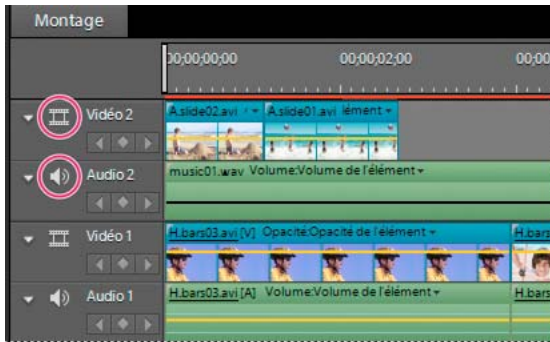 Montage
00;00;00;00 00;00;02;00 00;00
Vidéo 2 A.slide02.avi A.slide01.avi lément
Audio 2 music01.wav Volume:Volume de l'élément
Vidéo 1 H.bars03.avi [V] Opacité:Opacité de l'élément H.bars
Audio 1 H.bars03.avi [A] Volume:Volume de l'élément H.bars